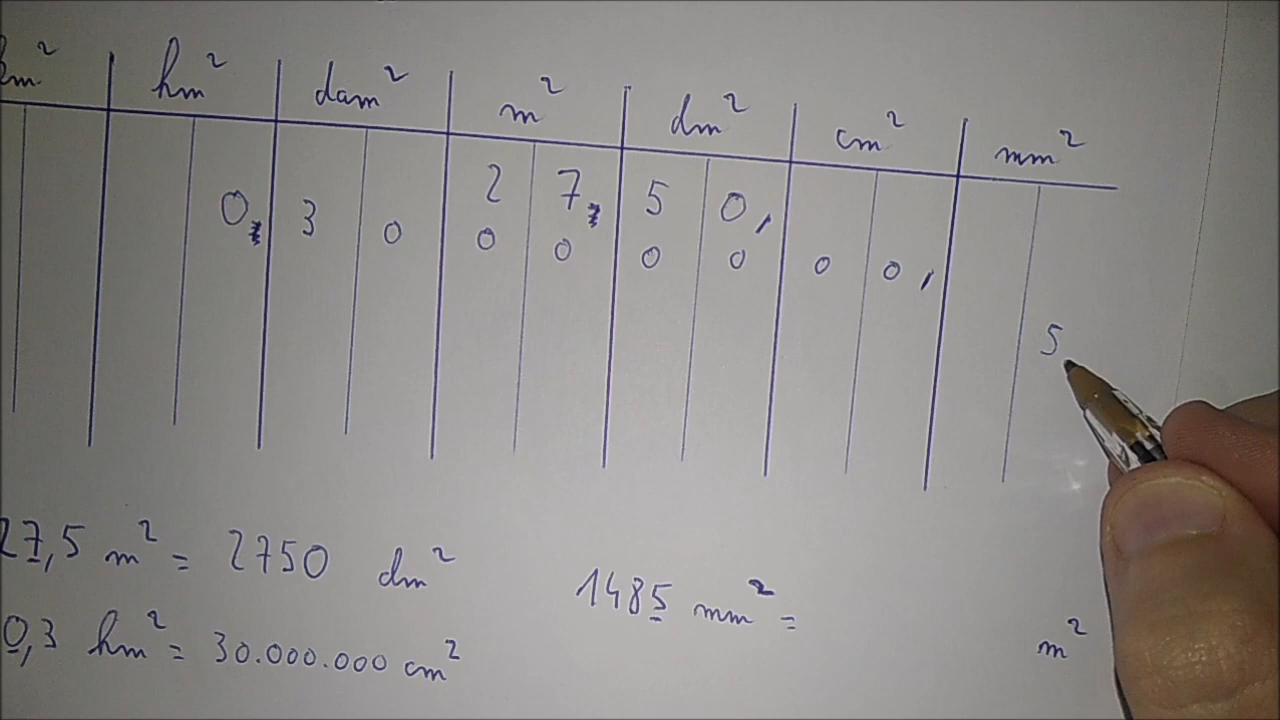 km² hm² dam² m² dm² cm² mm²
2 7, 5 0,
0, 3 0 0 0 0 0 0 0,
5
27,5 m² = 2750 dm²
1485 mm² = m²
0,3 hm² = 30.000.000 cm²